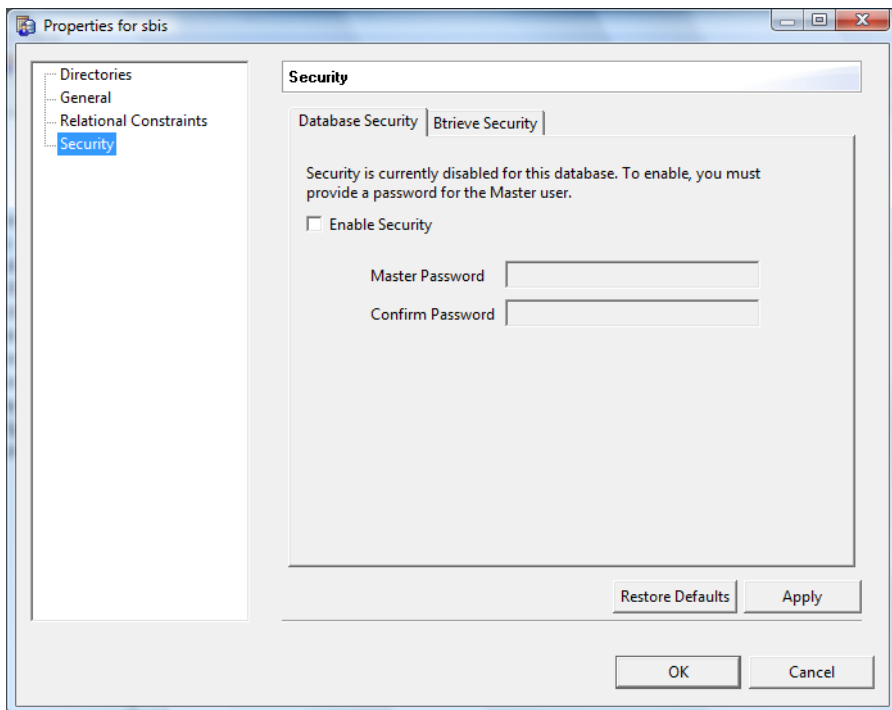 Properties for sbis
Directories
General
Relational Constraints
Security
Security
Database Security
Btrieve Security
Security is currently disabled for this database. To enable, you must
provide a password for the Master user.
Enable Security
Master Password
Confirm Password
Restore Defaults
Apply
OK
Cancel